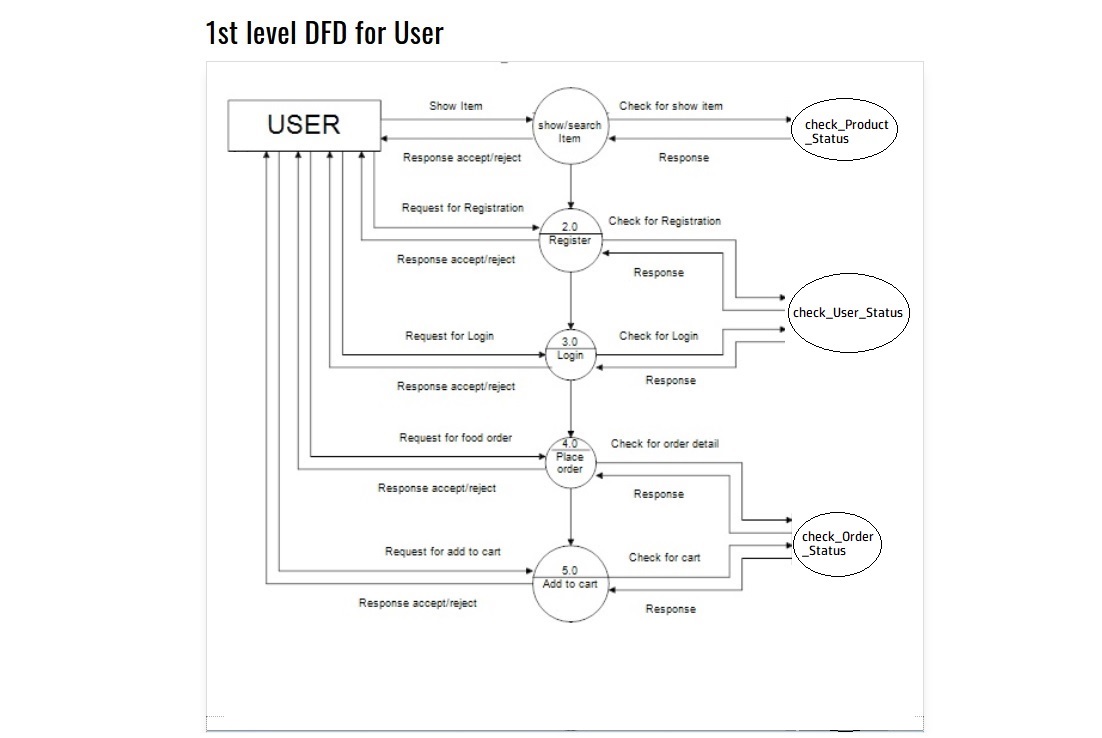 1st level DFD for User
USER
Show Item
show/search
Item
Check for show item
check_Product
_Status
Response accept/reject
Response
Request for Registration
2.0
Register
Check for Registration
Response accept/reject
Response
check_User_Status
Request for Login
3.0
Login
Check for Login
Response accept/reject
Response
Request for food order
4.0
Place
order
Check for order detail
Response accept/reject
Response
check_Order
_Status
Request for add to cart
5.0
Add to cart
Check for cart
Response accept/reject
Response